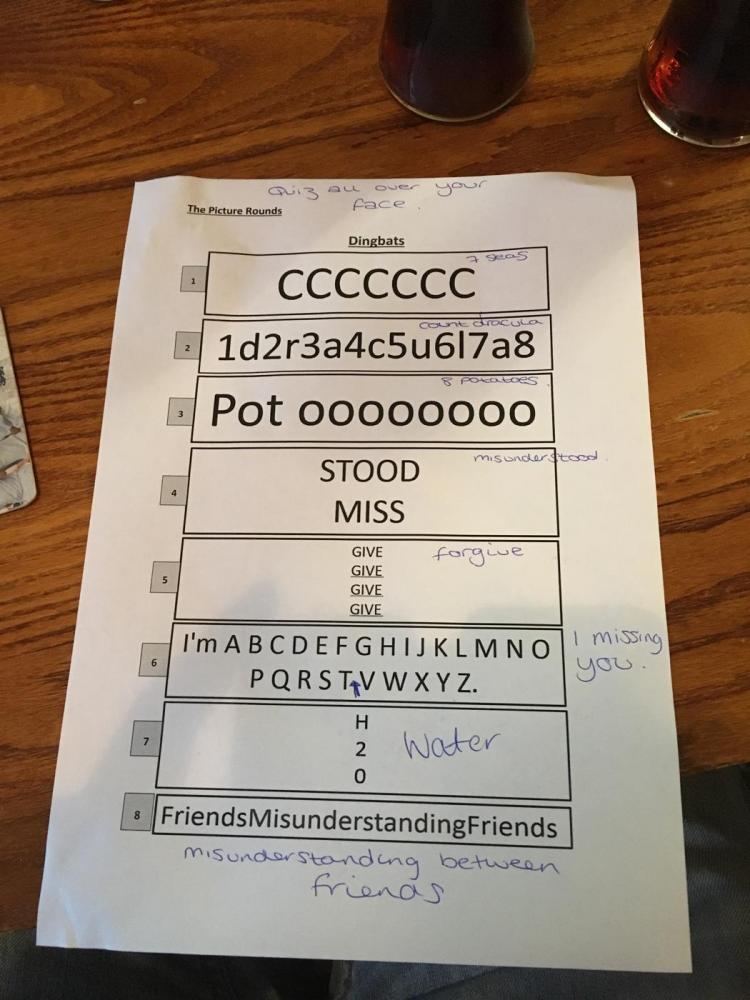 Quiz all over your
face.
The Picture Rounds
Dingbats
7 seas
1 CCCCCCC
count dracula
2 1d2r3a4c5u6l7a8
8 potatoes.
3 Pot oooooooo
misunderstood.
STOOD
4
MISS
GIVE forgive
GIVE
5
GIVE
GIVE
I'm A B C D E F G H I J K L M N O
6
P Q R S T V W X Y Z.
I missing
you.
H
7 2 Water
O
8 FriendsMisunderstandingFriends
misunderstanding between
friends